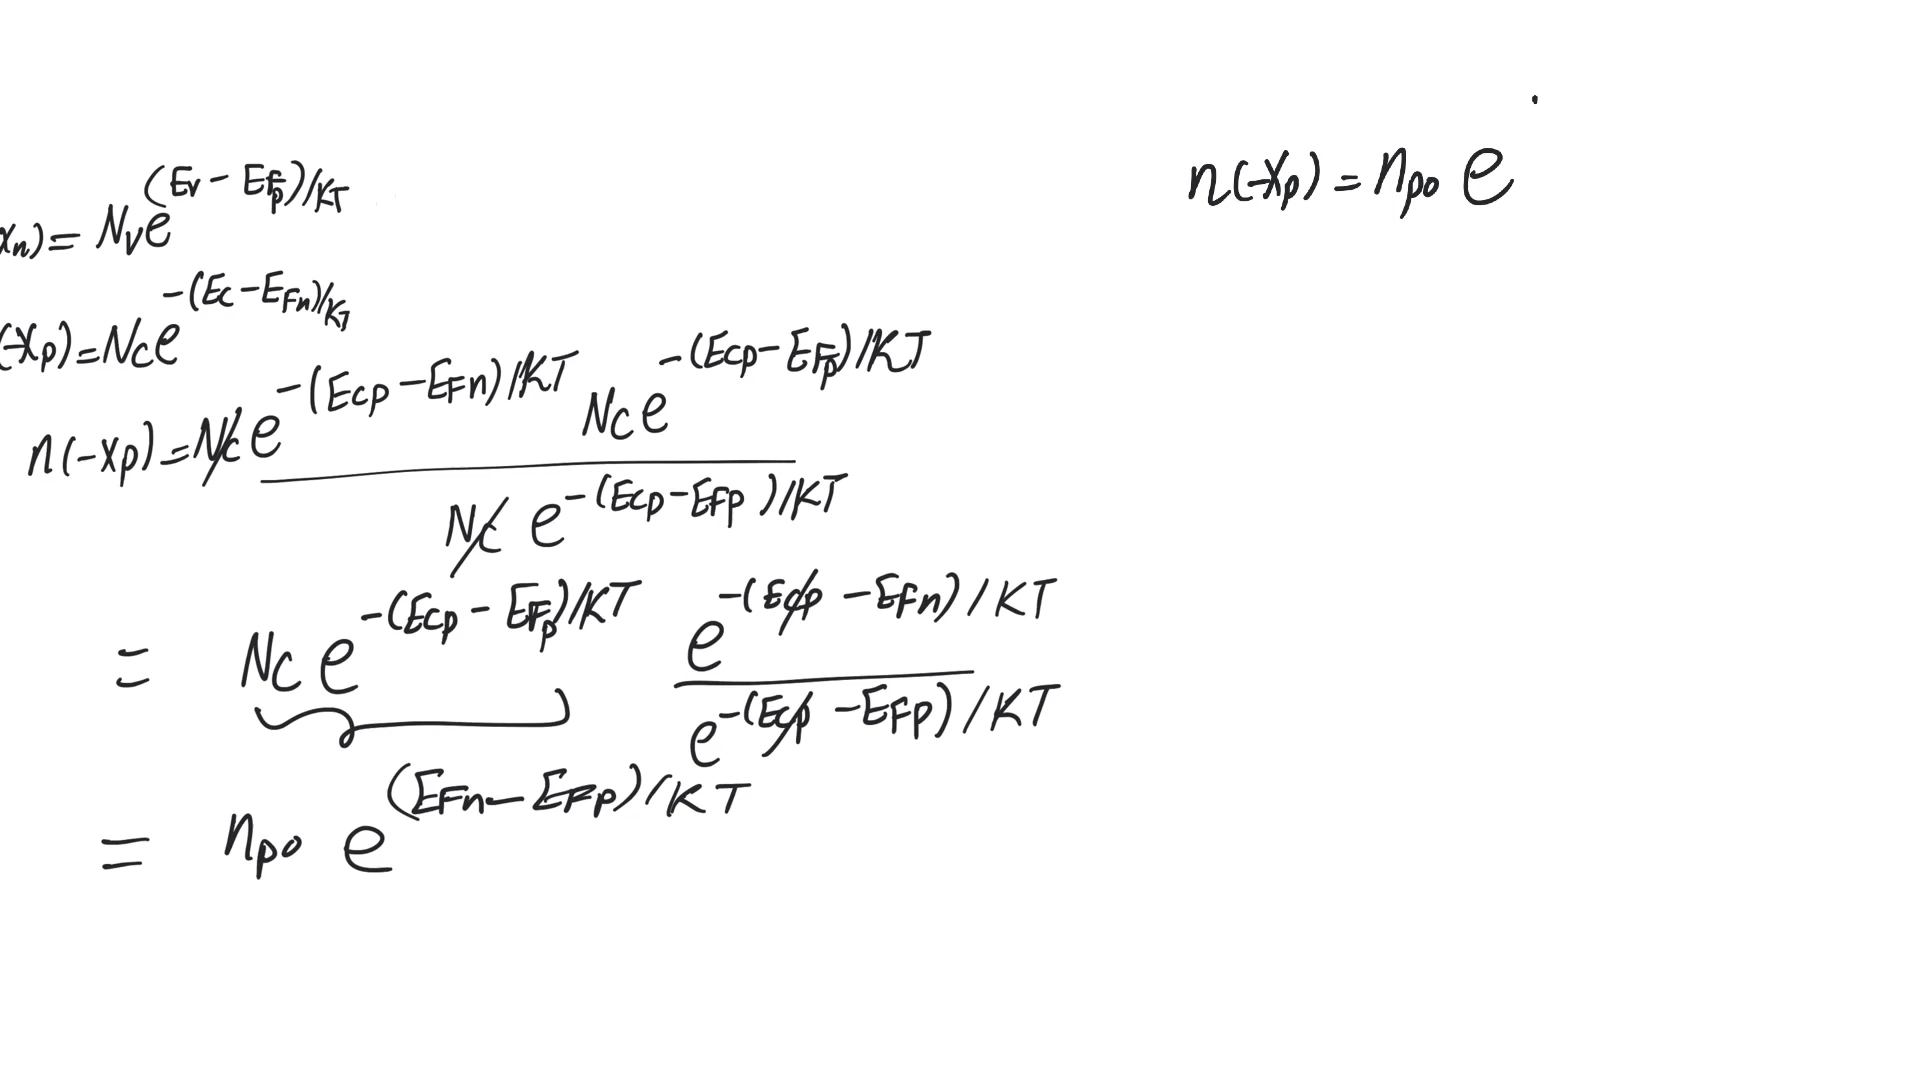 (Ev - EFp)/KT
xn) = Nv e
-(Ec - EFn)/KT
(-xp) = Nc e
n(-xp) = Nc e^-(Ecp - EFn)/KT Nc e^-(Ecp - EFp)/KT
Nc e^-(Ecp - EFp)/KT
= Nc e^-(Ecp - EFp)/KT e^-(Ecp - EFn)/KT
e^-(Ecp - EFp)/KT
= npo e^(EFn - EFp)/KT
n(-xp) = npo e